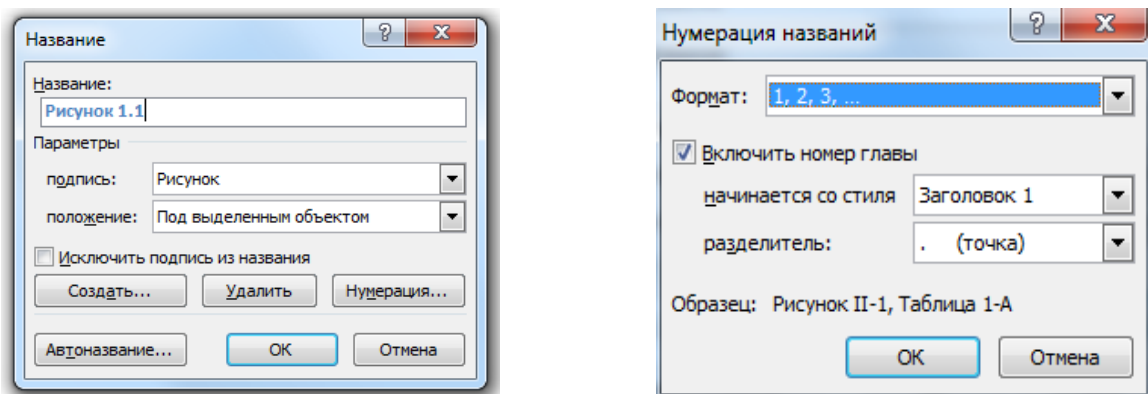 Название
Название:
Рисунок 1.1
Параметры
подпись: Рисунок
положение: Под выделенным объектом
Исключить подпись из названия
Создать... Удалить Нумерация...
Автоназвание... ОК Отмена
Нумерация названий
Формат: 1, 2, 3, ...
Включить номер главы
начинается со стиля Заголовок 1
разделитель: . (точка)
Образец: Рисунок II-1, Таблица 1-A
ОК Отмена